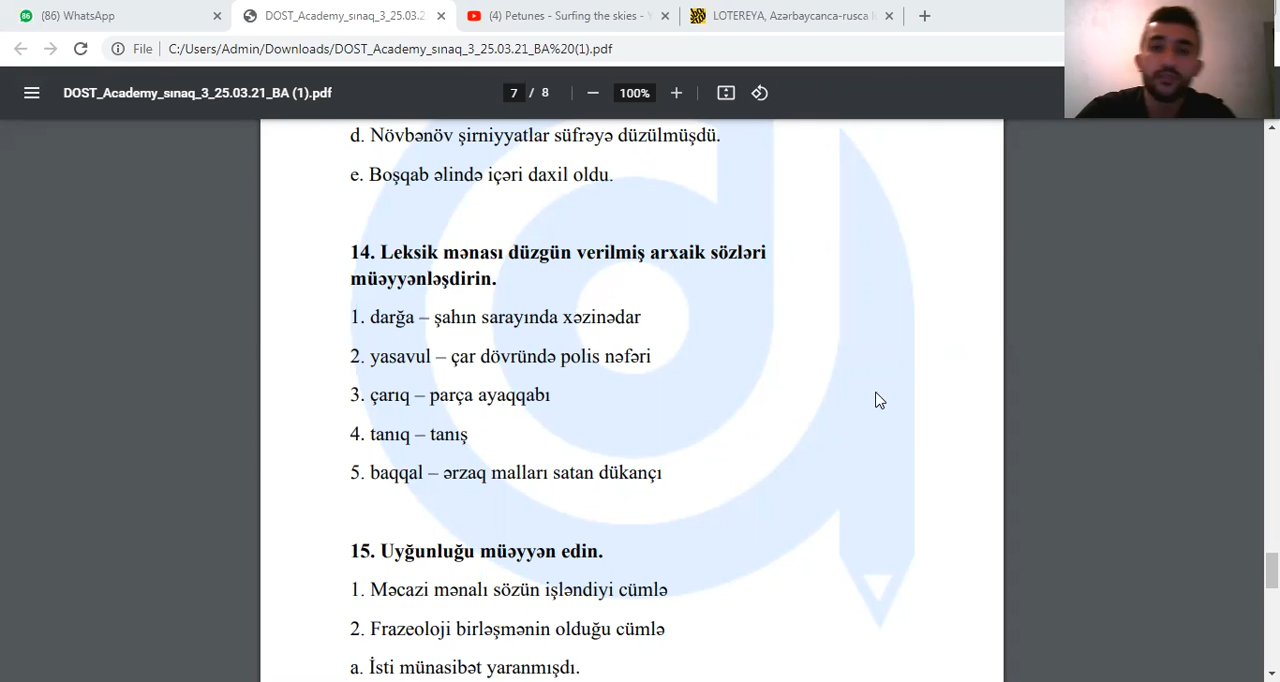 (86) WhatsApp
DOST_Academy_sınaq_3_25.03.2
(4) Petunes - Surfing the skies - Y
LOTEREYA, Azərbaycanca-rusca l
File
C:/Users/Admin/Downloads/DOST_Academy_sınaq_3_25.03.21_BA%20(1).pdf
DOST_Academy_sınaq_3_25.03.21_BA (1).pdf
7 / 8
100%
d. Növbənöv şirniyyatlar süfrəyə düzülmüşdü.
e. Boşqab əlində içəri daxil oldu.
14. Leksik mənası düzgün verilmiş arxaik sözləri
müəyyənləşdirin.
1. darğa – şahın sarayında xəzinədar
2. yasavul – çar dövründə polis nəfəri
3. çarıq – parça ayaqqabı
4. tanıq – tanış
5. baqqal – ərzaq malları satan dükançı
15. Uyğunluğu müəyyən edin.
1. Məcazi mənalı sözün işləndiyi cümlə
2. Frazeoloji birləşmənin olduğu cümlə
a. İsti münasibət yaranmışdı.